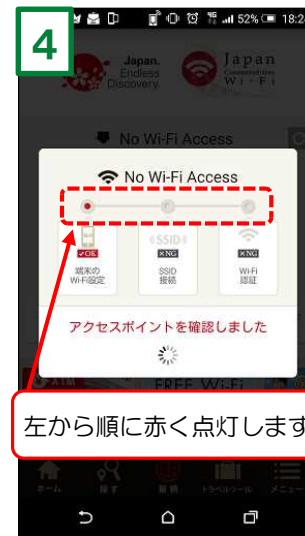 4
52% 18:2
Japan.
Endless
Discovery.
Japan
Connected-free
Wi-Fi
No Wi-Fi Access
No Wi-Fi Access
✓OK
端末の
Wi-Fi設定
SSID
×NG
SSID
接続
×NG
Wi-Fi
認証
アクセスポイントを確認しました
FREE Wi-Fi
左から順に赤く点灯します
ホーム 探す 接続 トラベルツール メニュー